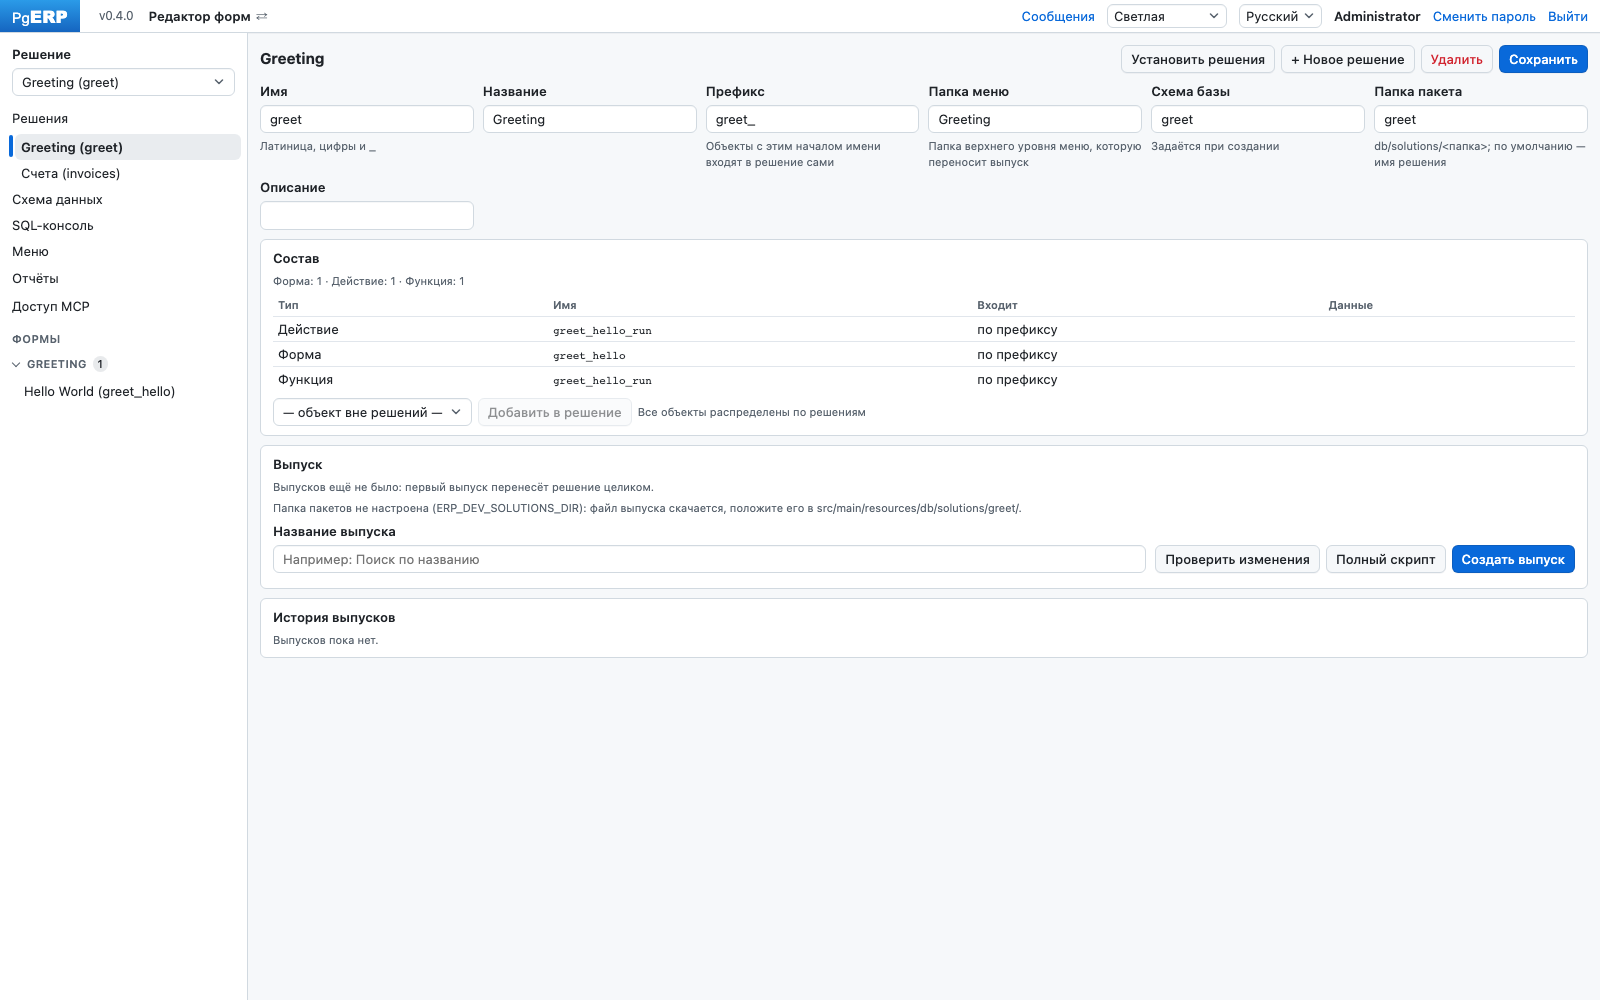 PgERP v0.4.0 Редактор форм ⇄ Сообщения Светлая Русский Administrator Сменить пароль Выйти
Решение
Greeting (greet)
Решения
Greeting (greet)
Счета (invoices)
Схема данных
SQL-консоль
Меню
Отчёты
Доступ MCP
ФОРМЫ
GREETING 1
Hello World (greet_hello)
Greeting Установить решения + Новое решение Удалить Сохранить
Имя Название Префикс Папка меню Схема базы Папка пакета
greet Greeting greet_ Greeting greet greet
Латиница, цифры и _ Объекты с этим началом имени Папка верхнего уровня меню, которую Задаётся при создании db/solutions/<папка>; по умолчанию —
входят в решение сами переносит выпуск имя решения
Описание
Состав
Форма: 1 · Действие: 1 · Функция: 1
Тип Имя Входит Данные
Действие greet_hello_run по префиксу
Форма greet_hello по префиксу
Функция greet_hello_run по префиксу
— объект вне решений — Добавить в решение Все объекты распределены по решениям
Выпуск
Выпусков ещё не было: первый выпуск перенесёт решение целиком.
Папка пакетов не настроена (ERP_DEV_SOLUTIONS_DIR): файл выпуска скачается, положите его в src/main/resources/db/solutions/greet/.
Название выпуска
Например: Поиск по названию Проверить изменения Полный скрипт Создать выпуск
История выпусков
Выпусков пока нет.